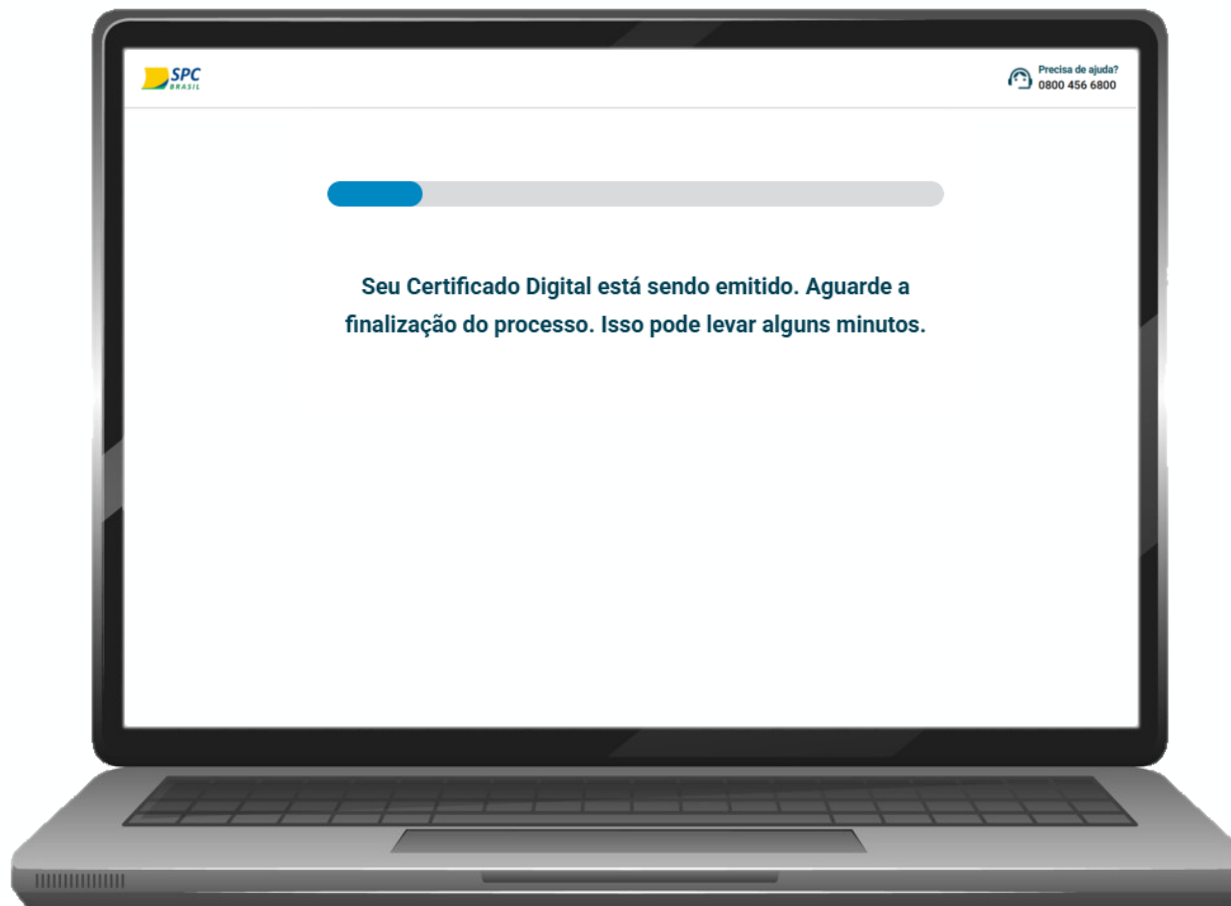 SPC
BRASIL
Precisa de ajuda?
0800 456 6800
Seu Certificado Digital está sendo emitido. Aguarde a
finalização do processo. Isso pode levar alguns minutos.